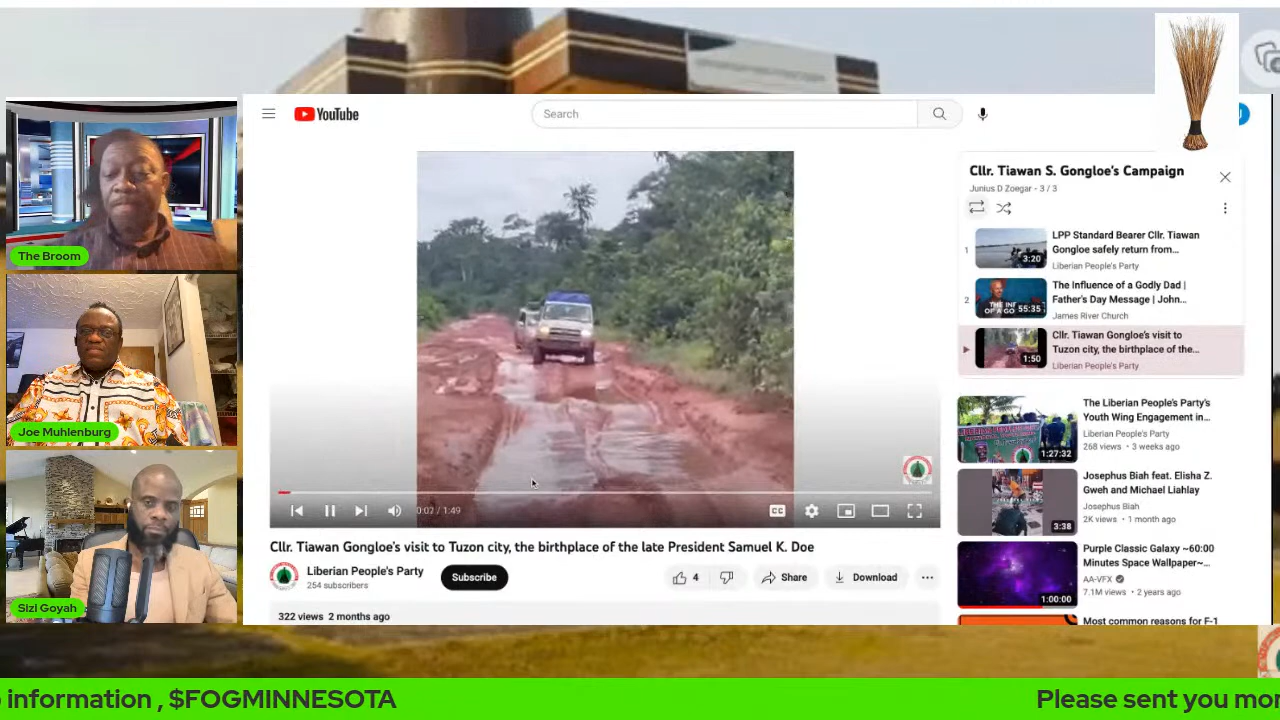 The Broom
Joe Muhlenburg
Sizi Goyah
YouTube
Search
0:02 / 1:49
CC
Cllr. Tiawan Gongloe's visit to Tuzon city, the birthplace of the late President Samuel K. Doe
Liberian People's Party
254 subscribers
Subscribe
4
Share
Download
322 views 2 months ago
Cllr. Tiawan S. Gongloe's Campaign
Junius D Zoegar - 3 / 3
1
3:20
LPP Standard Bearer Cllr. Tiawan
Gongloe safely return from...
Liberian People's Party
2
THE INF
OF A GO
55:35
The Influence of a Godly Dad |
Father's Day Message | John...
James River Church
1:50
Cllr. Tiawan Gongloe's visit to
Tuzon city, the birthplace of the...
Liberian People's Party
1:27:32
The Liberian People's Party's
Youth Wing Engagement in...
Liberian People's Party
268 views • 3 weeks ago
3:38
Josephus Biah feat. Elisha Z.
Gweh and Michael Liahlay
Josephus Biah
2K views • 1 month ago
1:00:00
Purple Classic Galaxy ~60:00
Minutes Space Wallpaper~...
AA-VFX
7.1M views • 2 years ago
Most common reasons for F-1
information , $FOGMINNESOTA
Please sent you mor